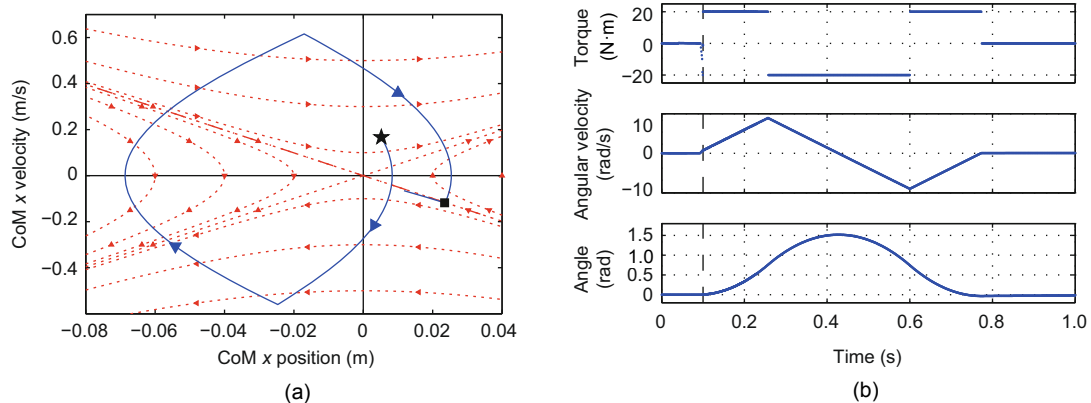 0.6
0.4
0.2
0
−0.2
−0.4
CoM x velocity (m/s)
−0.08
−0.06
−0.04
−0.02
0
0.02
0.04
CoM x position (m)
(a)
Torque
(N·m)
20
0
−20
Angular velocity
(rad/s)
10
0
−10
Angle
(rad)
1.5
1.0
0.5
0
0
0.2
0.4
0.6
0.8
1.0
Time (s)
(b)